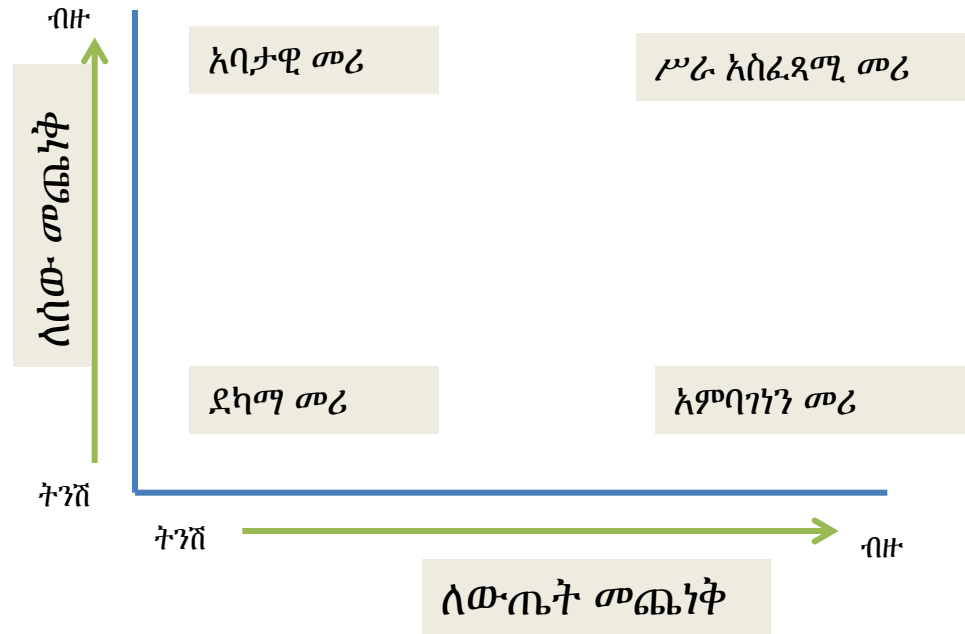 ብዙ
አባታዊ መሪ
ሥራ አስፈጻሚ መሪ
ለሰው መጨነቅ
ደካማ መሪ
አምባገነን መሪ
ትንሽ
ትንሽ
ብዙ
ለውጤት መጨነቅ